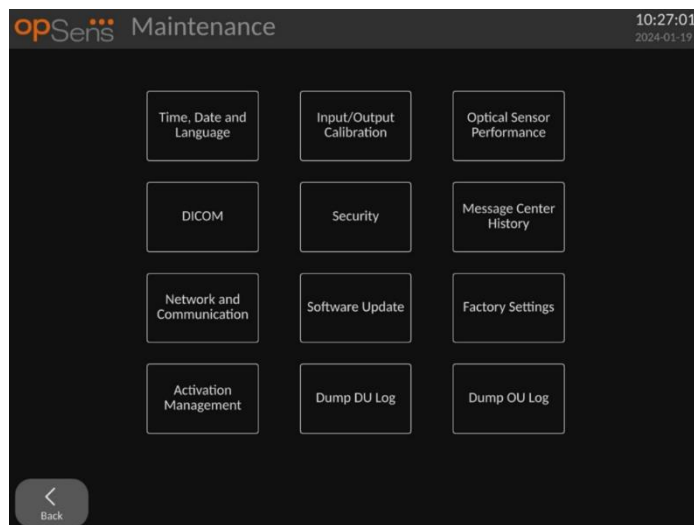 opSens Maintenance
10:27:01
2024-01-19
Time, Date and
Language
Input/Output
Calibration
Optical Sensor
Performance
DICOM
Security
Message Center
History
Network and
Communication
Software Update
Factory Settings
Activation
Management
Dump DU Log
Dump OU Log
Back